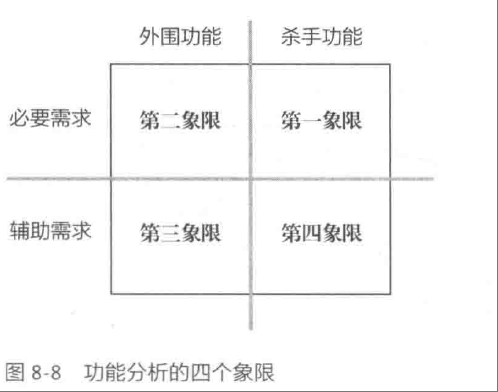 外围功能 杀手功能
必要需求 第二象限 第一象限
辅助需求 第三象限 第四象限
图 8-8 功能分析的四个象限